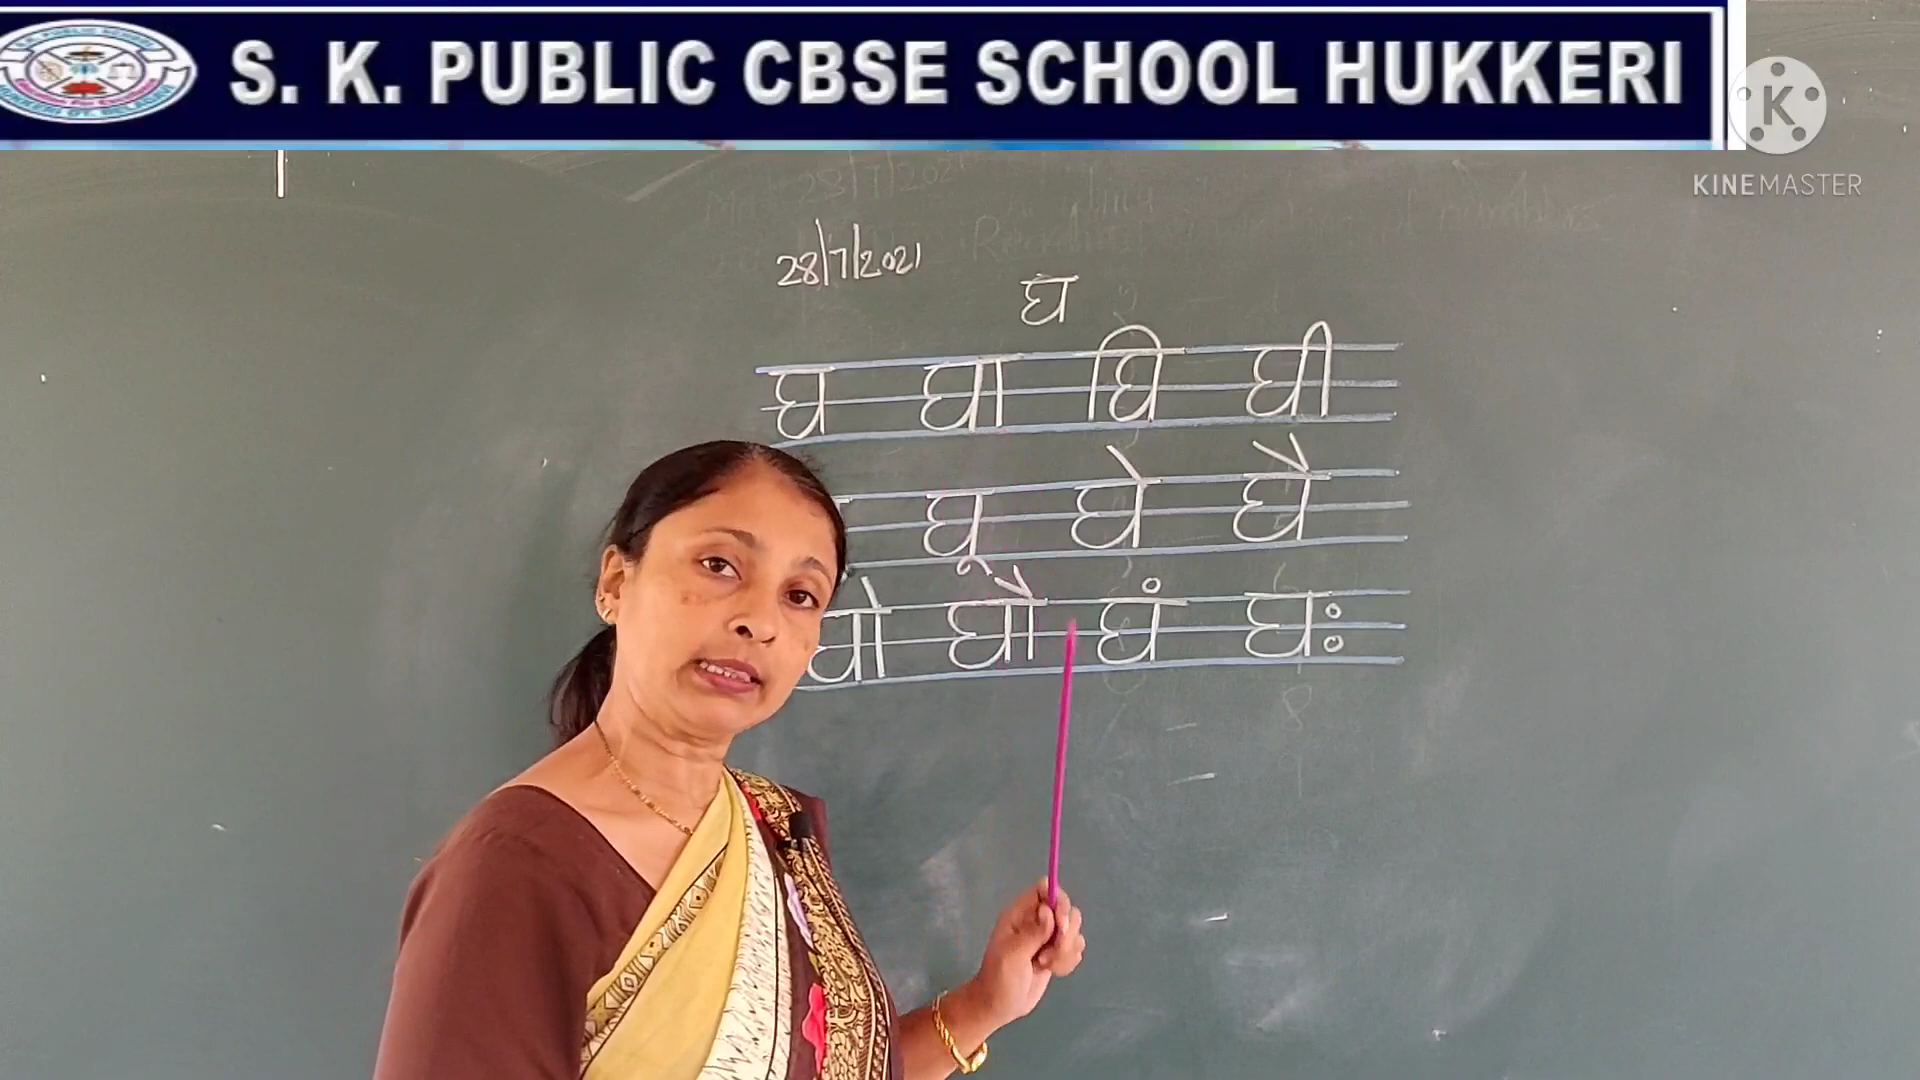 S. K. PUBLIC CBSE SCHOOL HUKKERI
K
KINEMASTER
28/7/2021
घ
घ घा घि घी
घू घे घै
घो घौ घं घः